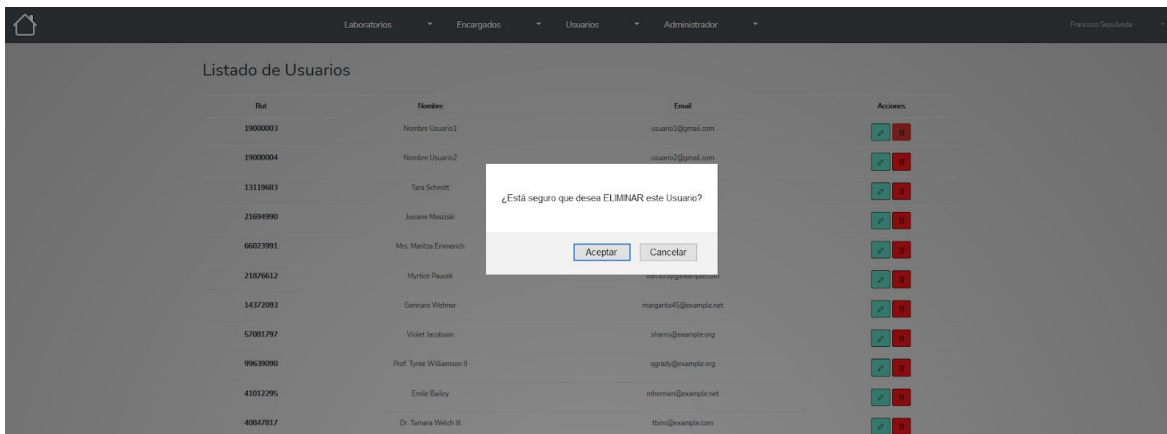 Laboratorios Encargados Usuarios Administrador Francisco Sepulveda
Listado de Usuarios
Rut Nombre Email Acciones
19000003 Nombre Usuario1 usuario1@gmail.com
19000004 Nombre Usuario2 usuario2@gmail.com
13119683 Tara Schmitt
¿Está seguro que desea ELIMINAR este Usuario?
21694990 Josiane Mosciski
66023991 Mrs. Maritza Emmerich
Aceptar Cancelar
21876612 Myrtice Paucek
14372093 Gennaro Wehner margarita45@example.net
57081797 Violet Jacobson sharris@example.org
99639090 Prof. Tyree Williamson II qgrady@example.org
41012295 Emile Bailey mherman@example.net
40847817 Dr. Tamara Welch III tbins@example.com